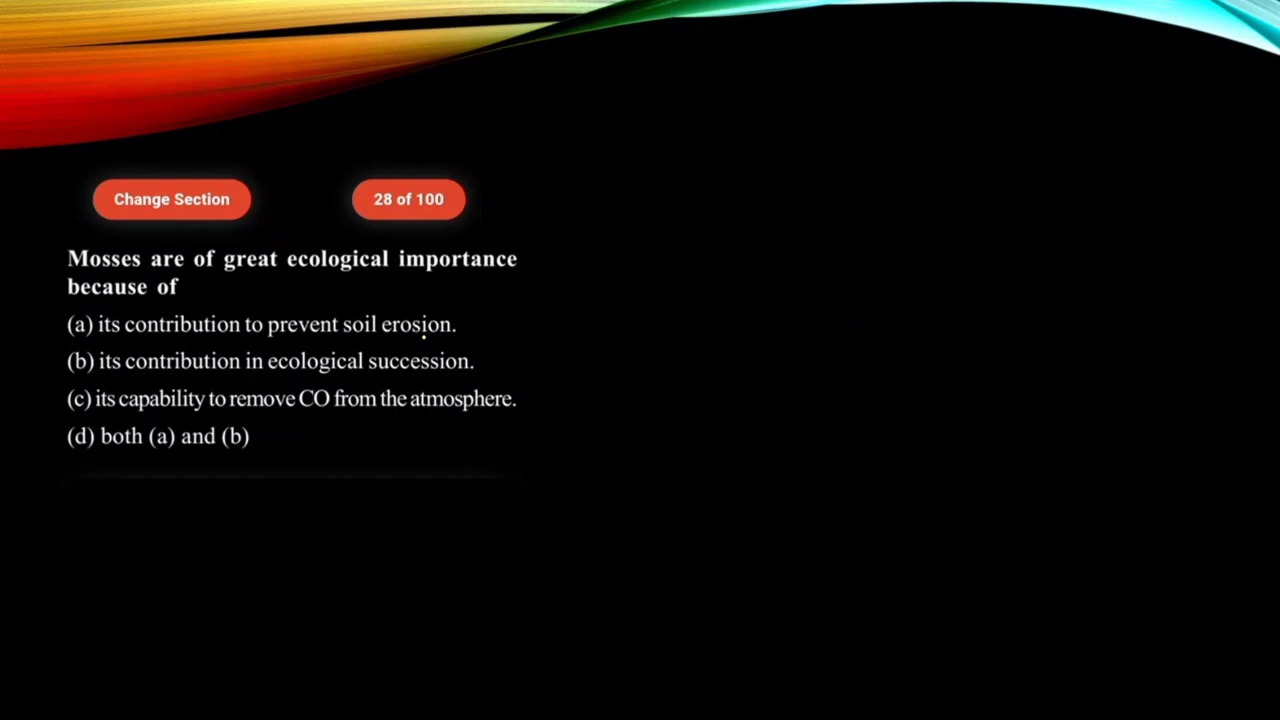 Change Section
28 of 100
Mosses are of great ecological importance
because of
(a) its contribution to prevent soil erosion.
(b) its contribution in ecological succession.
(c) its capability to remove CO from the atmosphere.
(d) both (a) and (b)